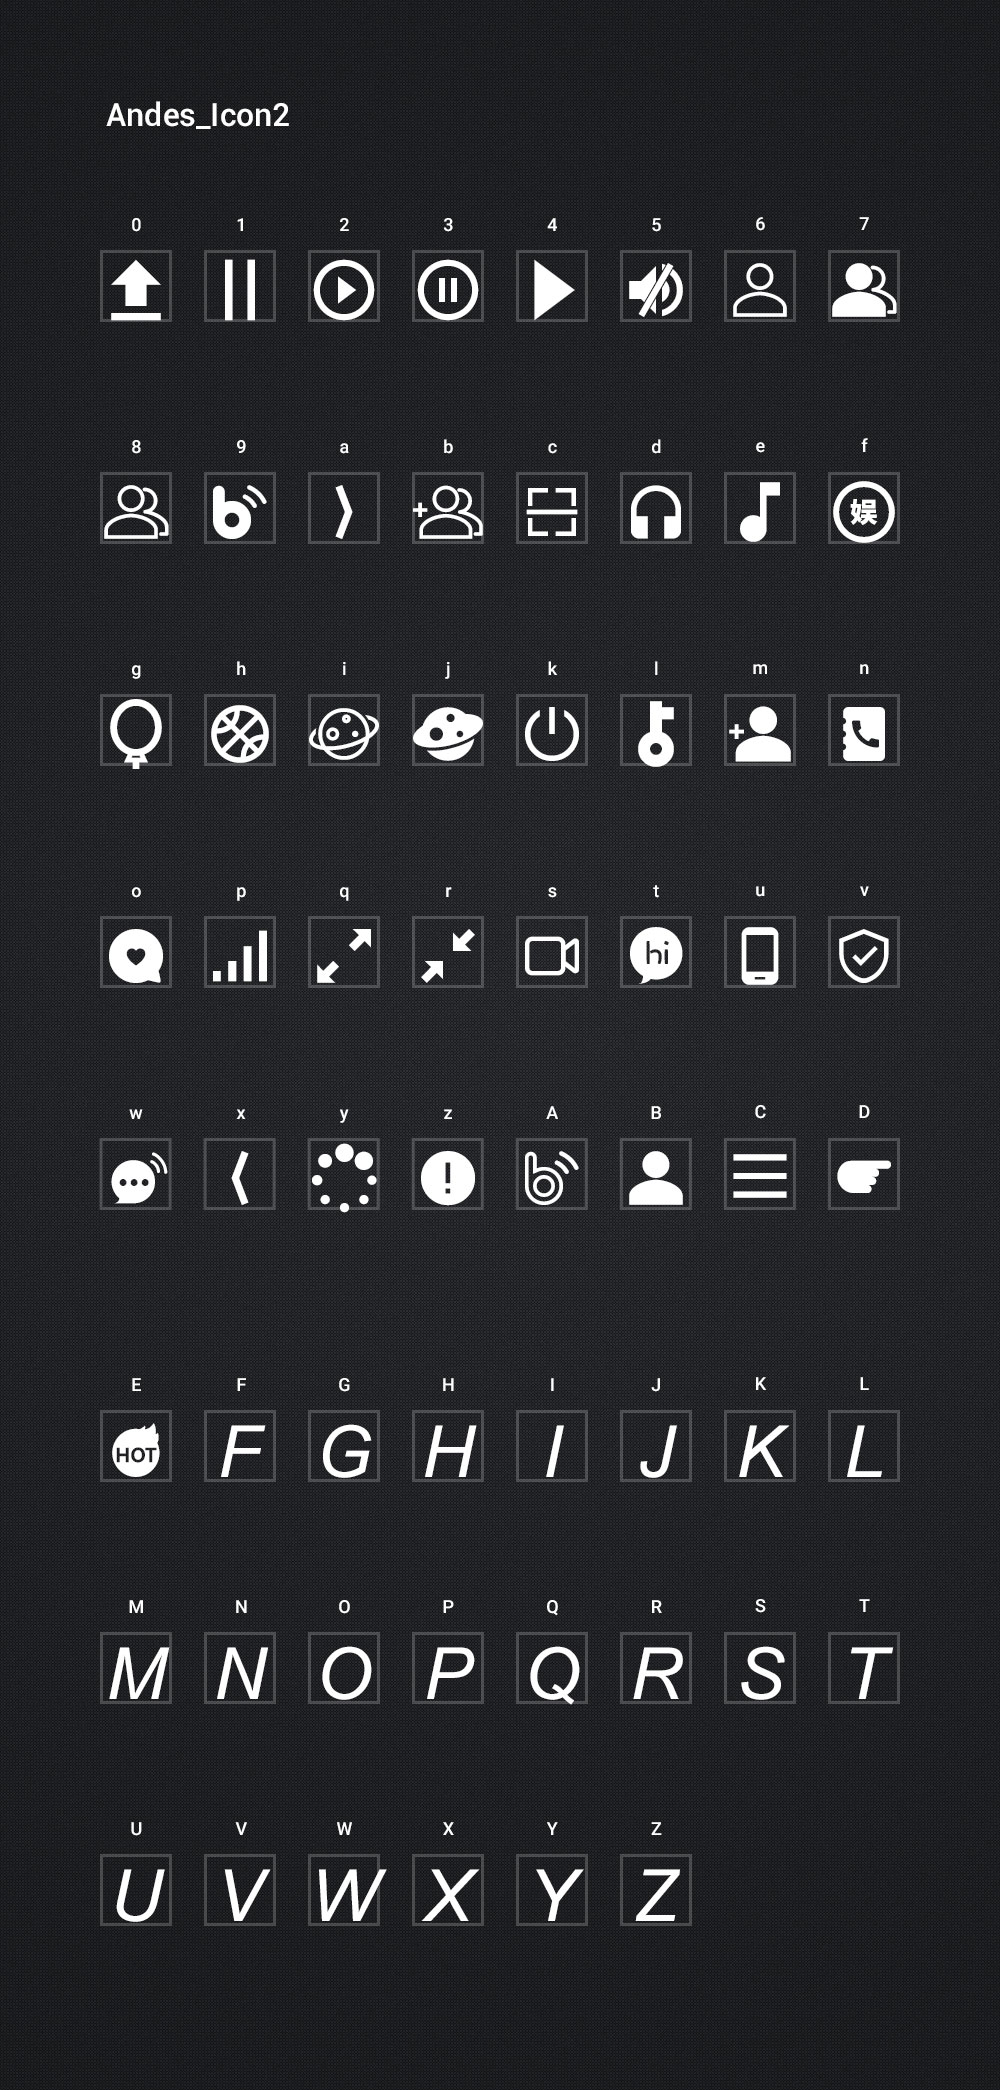 Andes_Icon2
0 1 2 3 4 5 6 7
8 9 a b c d e f
娱
g h i j k l m n
o p q r s t u v
hi
w x y z A B C D
E F G H I J K L
HOT F G H I J K L
M N O P Q R S T
M N O P Q R S T
U V W X Y Z
U V W X Y Z